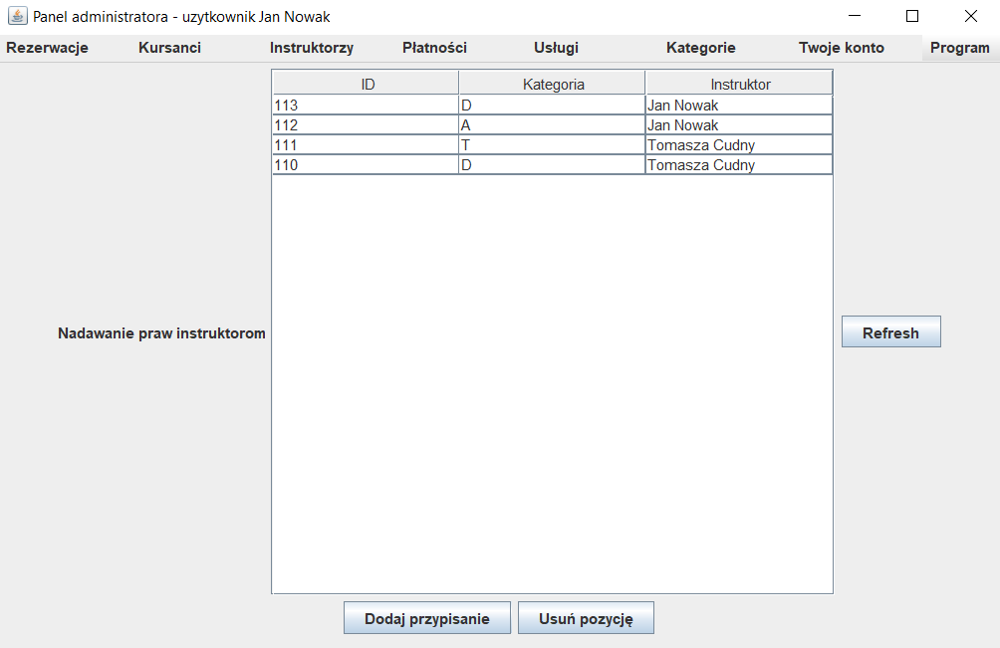 Panel administratora - uzytkownik Jan Nowak
Rezerwacje Kursanci Instruktorzy Płatności Usługi Kategorie Twoje konto Program
ID Kategoria Instruktor
113 D Jan Nowak
112 A Jan Nowak
111 T Tomasza Cudny
110 D Tomasza Cudny
Nadawanie praw instruktorom
Refresh
Dodaj przypisanie Usuń pozycję